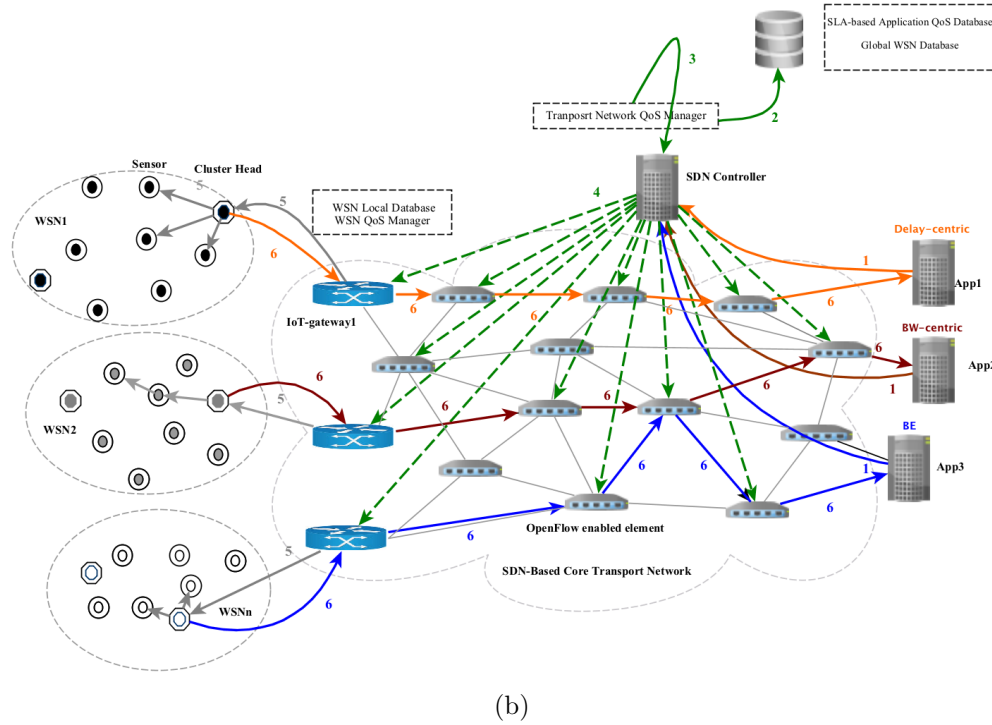 SLA-based Application QoS Database
Global WSN Database
3
2
Tranposrt Network QoS Manager
SDN Controller
4
Sensor
Cluster Head
5
5
WSN1
WSN Local Database
WSN QoS Manager
6
Delay-centric
1
App1
6
6
6
6
IoT-gateway1
BW-centric
6
App2
1
6
6
6
6
5
WSN2
BE
1
App3
6
6
6
6
OpenFlow enabled element
5
SDN-Based Core Transport Network
WSNn
6
(b)